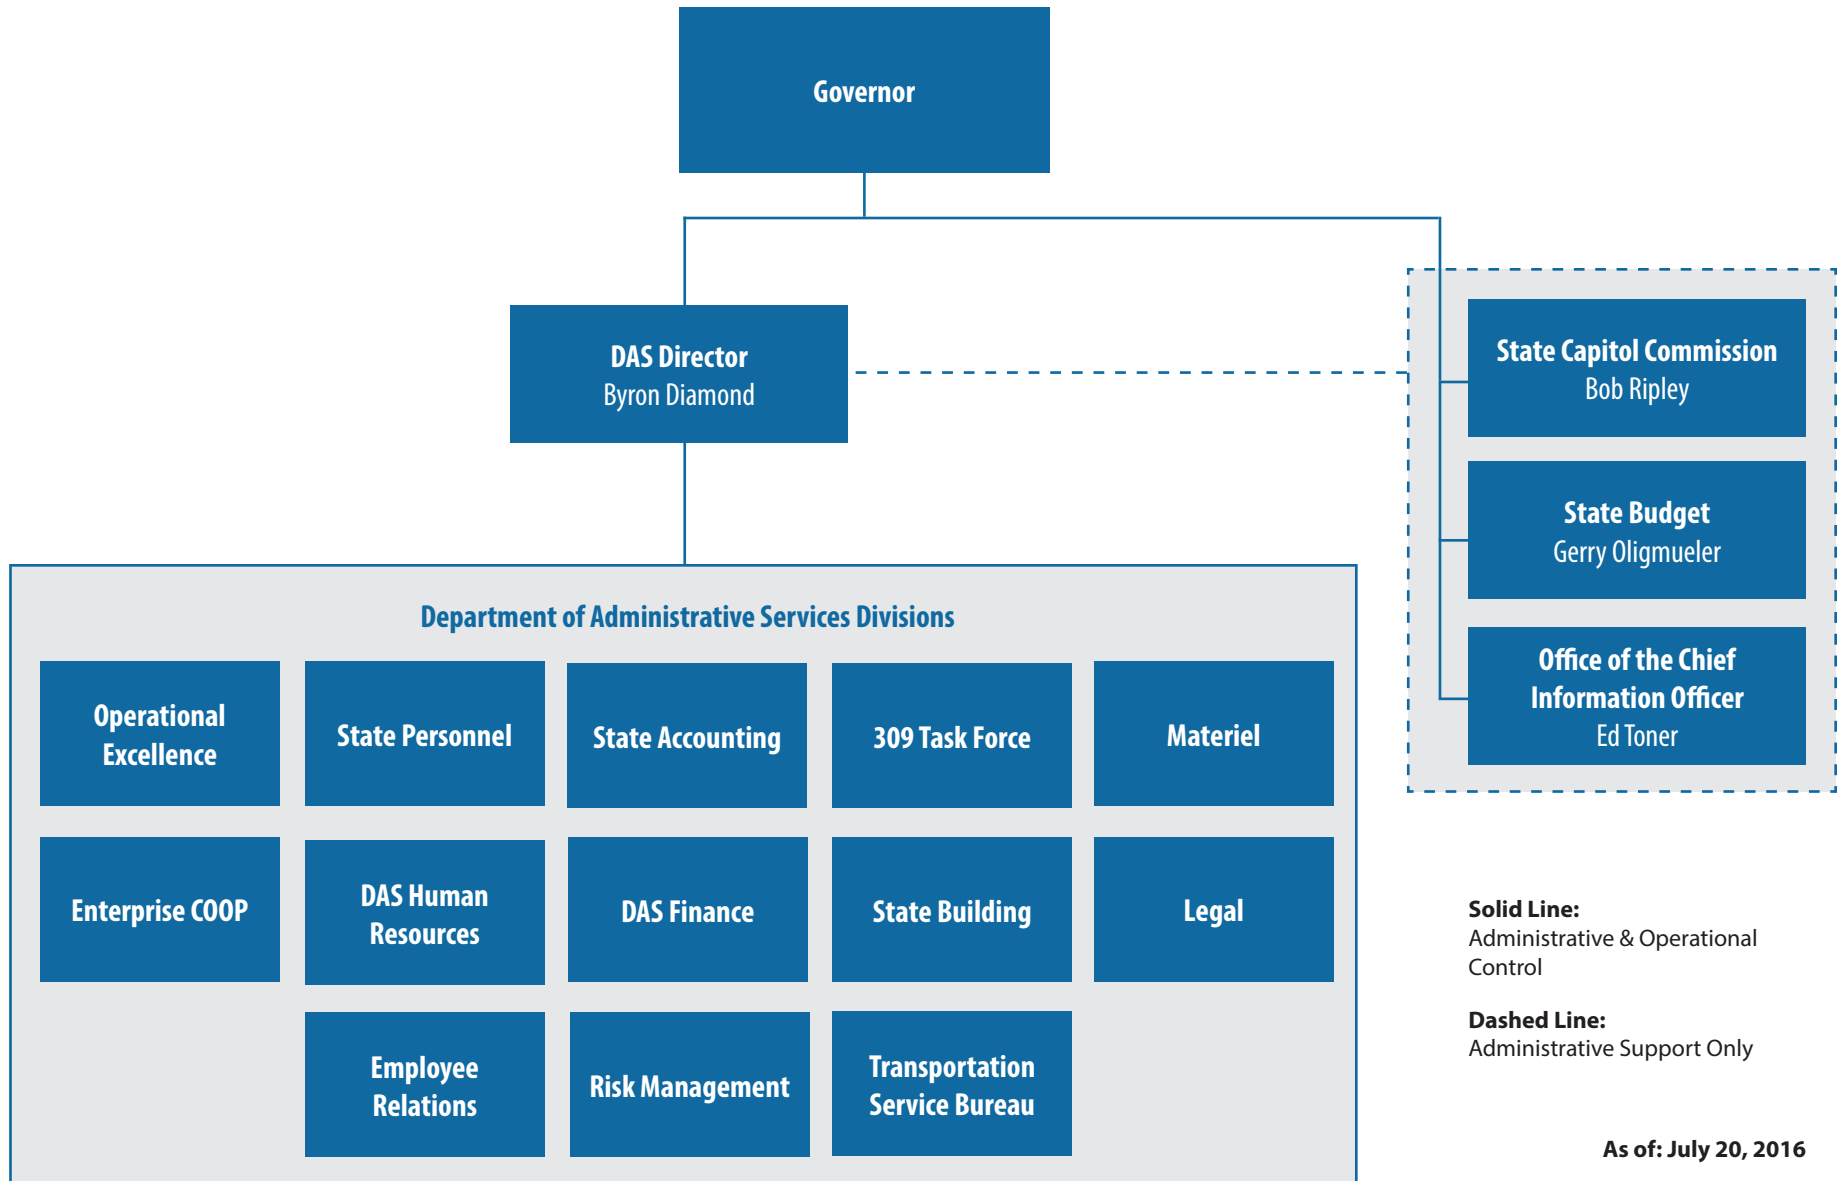 Governor
DAS Director
Byron Diamond
State Capitol Commission
Bob Ripley
State Budget
Gerry Oligmueler
Office of the Chief
Information Officer
Ed Toner
Department of Administrative Services Divisions
Operational
Excellence
State Personnel
State Accounting
309 Task Force
Materiel
Enterprise COOP
DAS Human
Resources
DAS Finance
State Building
Legal
Employee
Relations
Risk Management
Transportation
Service Bureau
Solid Line:
Administrative & Operational
Control
Dashed Line:
Administrative Support Only
As of: July 20, 2016